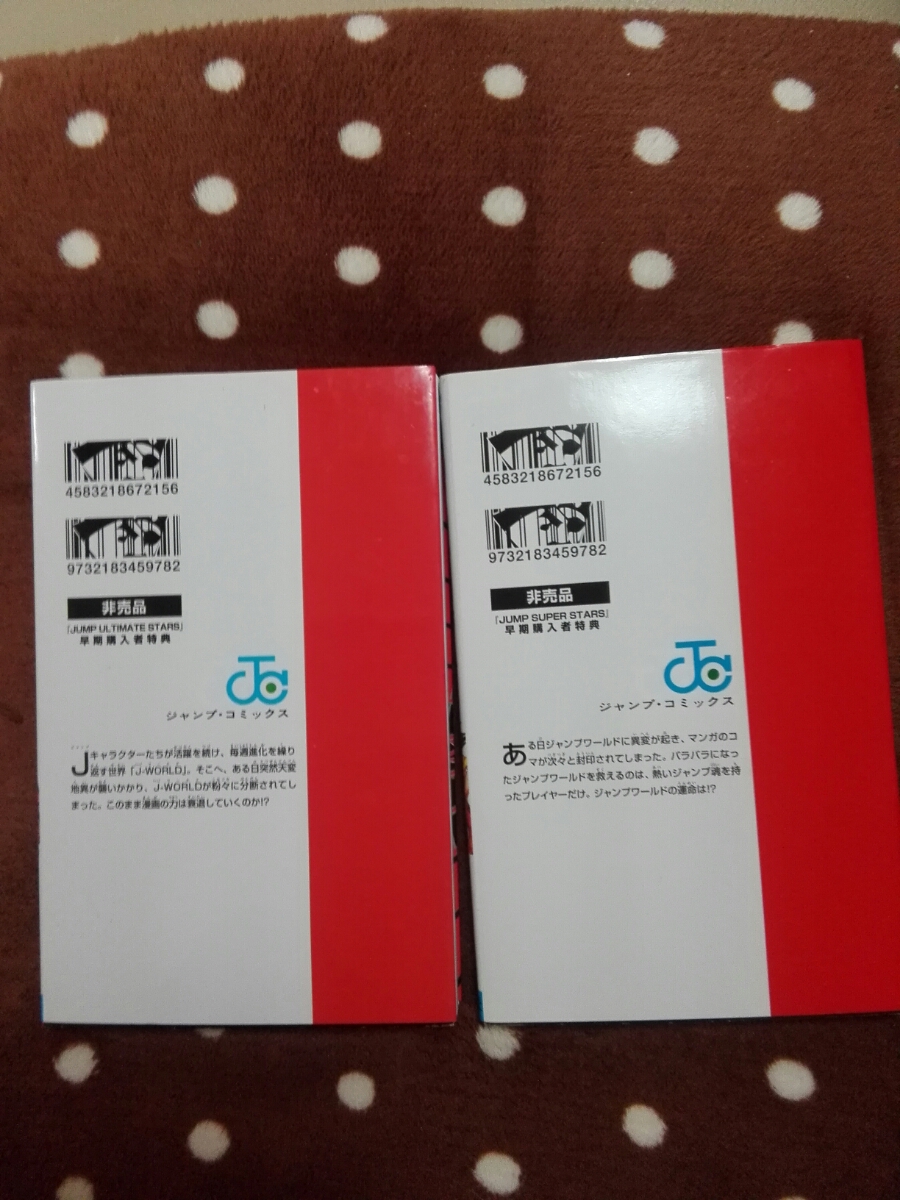 4583218672156
9732183459782
非売品
『JUMP ULTIMATE STARS』
早期購入者特典
JC
ジャンプ・コミックス
Jキャラクターたちが活躍を続け、毎週進化を繰り
返す世界「J-WORLD」。そこへ、ある日突然天変
地異が襲いかかり、J-WORLDが粉々に分断されてし
まった。このまま漫画の力は衰退していくのか!?
4583218672156
9732183459782
非売品
『JUMP SUPER STARS』
早期購入者特典
JC
ジャンプ・コミックス
ある日ジャンプワールドに異変が起き、マンガのコ
マが次々と封印されてしまった。バラバラになっ
たジャンプワールドを救えるのは、熱いジャンプ魂を持
ったプレイヤーだけ。ジャンプワールドの運命は!?